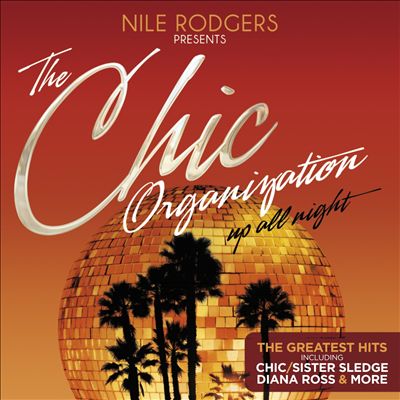 NILE RODGERS
PRESENTS
The
Chic
Organization
up all night
THE GREATEST HITS
INCLUDING
CHIC/SISTER SLEDGE
DIANA ROSS & MORE